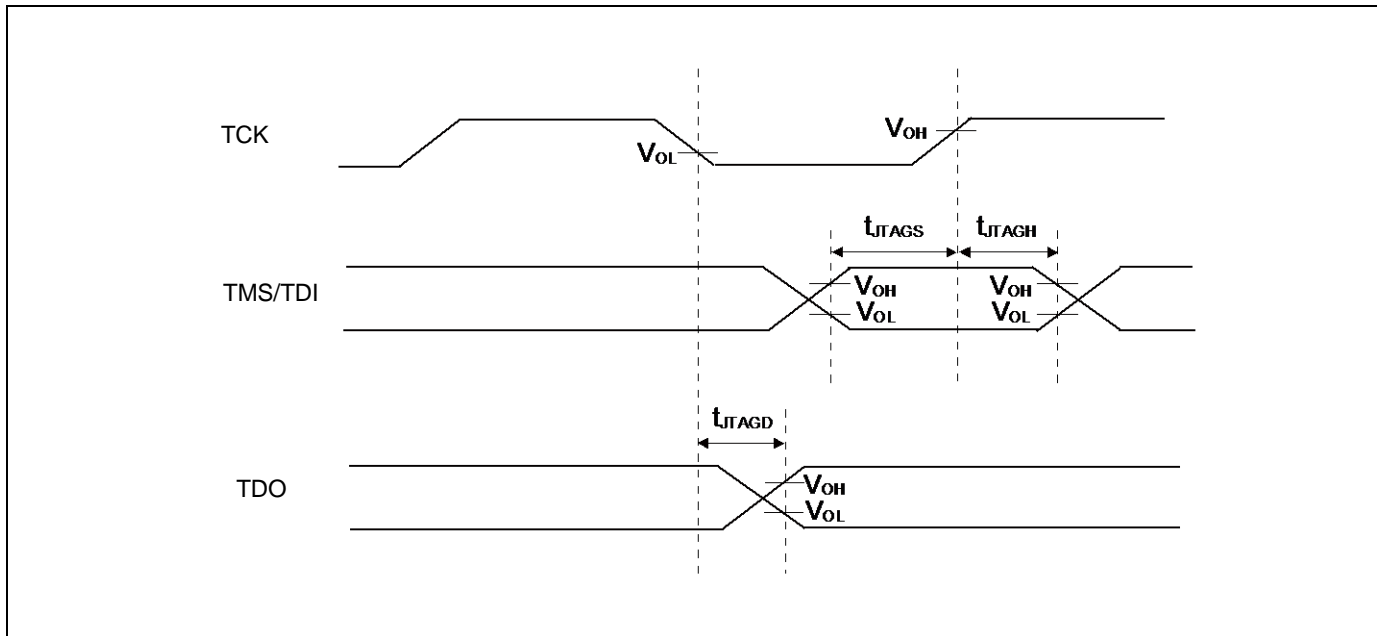 TCK
VOH
VOL
tJTAGS tJTAGH
TMS/TDI
VOH VOH
VOL VOL
tJTAGD
TDO
VOH
VOL